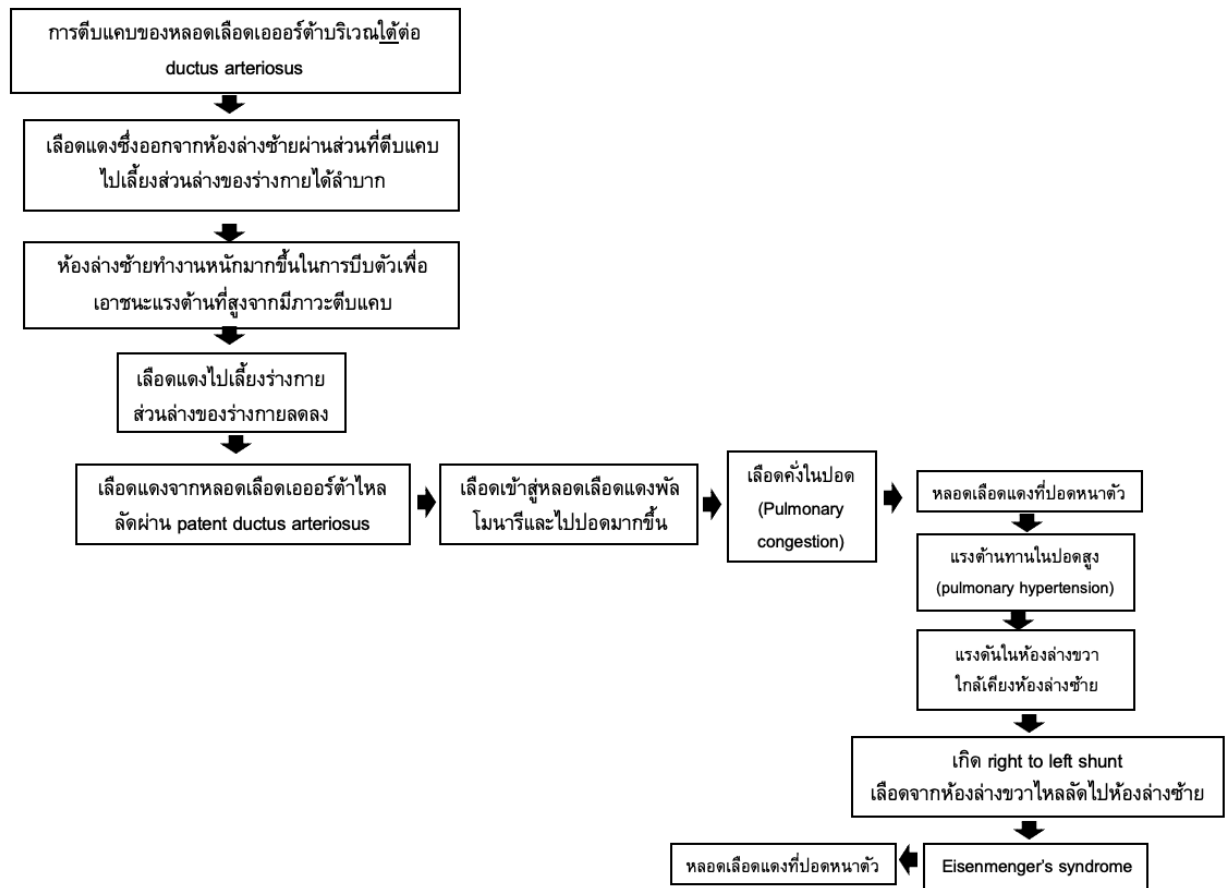 การตีบแคบของหลอดเลือดเอออร์ต้าบริเวณใต้ต่อ
ductus arteriosus
เลือดแดงซึ่งออกจากห้องล่างซ้ายผ่านส่วนที่ตีบแคบ
ไปเลี้ยงส่วนล่างของร่างกายได้ลำบาก
ห้องล่างซ้ายทำงานหนักมากขึ้นในการบีบตัวเพื่อ
เอาชนะแรงต้านที่สูงจากมีภาวะตีบแคบ
เลือดแดงไปเลี้ยงร่างกาย
ส่วนล่างของร่างกายลดลง
เลือดแดงจากหลอดเลือดเอออร์ต้าไหล
ลัดผ่าน patent ductus arteriosus
เลือดเข้าสู่หลอดเลือดแดงพัล
โมนารีและไปปอดมากขึ้น
เลือดคั่งในปอด
(Pulmonary
congestion)
หลอดเลือดแดงที่ปอดหนาตัว
แรงต้านทานในปอดสูง
(pulmonary hypertension)
แรงดันในห้องล่างขวา
ใกล้เคียงห้องล่างซ้าย
เกิด right to left shunt
เลือดจากห้องล่างขวาไหลลัดไปห้องล่างซ้าย
Eisenmenger's syndrome
หลอดเลือดแดงที่ปอดหนาตัว